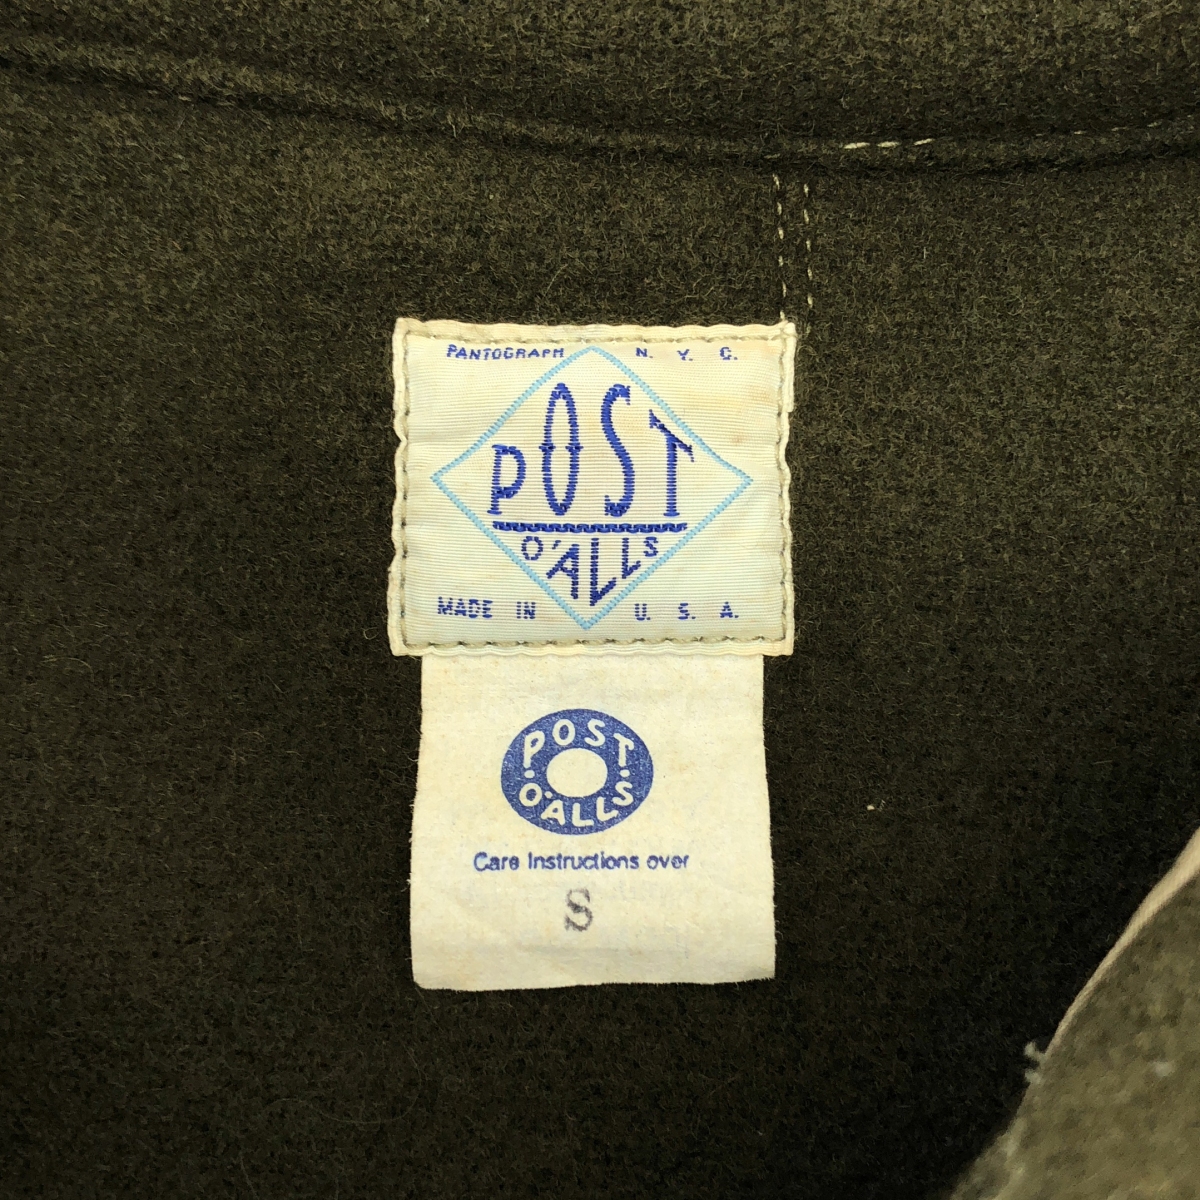 PANTOGRAPH N. Y. C.
POST
O'ALLS
MADE IN U. S. A.
POST
O'ALLS
Care Instructions over
S